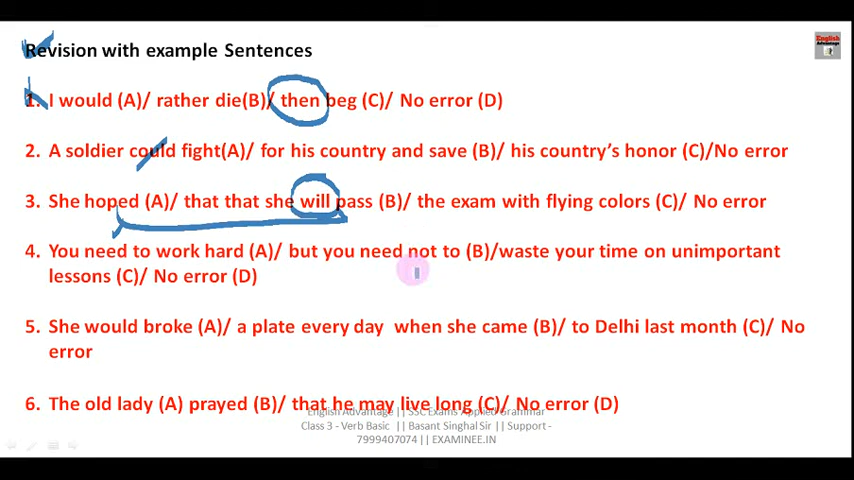 Revision with example Sentences
English
Advantage
1. I would (A)/ rather die(B)/ then beg (C)/ No error (D)
2. A soldier could fight(A)/ for his country and save (B)/ his country's honor (C)/No error
3. She hoped (A)/ that that she will pass (B)/ the exam with flying colors (C)/ No error
4. You need to work hard (A)/ but you need not to (B)/waste your time on unimportant
lessons (C)/ No error (D)
5. She would broke (A)/ a plate every day when she came (B)/ to Delhi last month (C)/ No
error
6. The old lady (A) prayed (B)/ that he may live long (C)/ No error (D)
English Advantage || SSC Exams Applied Grammar
Class 3 - Verb Basic || Basant Singhal Sir || Support -
7999407074 || EXAMINEE.IN